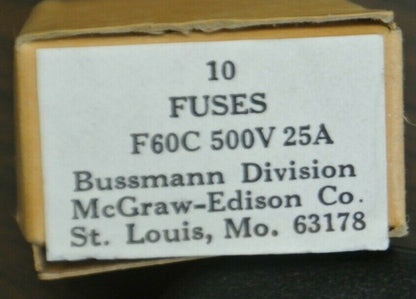 10
FUSES
F60C 500V 25A
Bussmann Division
McGraw-Edison Co.
St. Louis, Mo. 63178